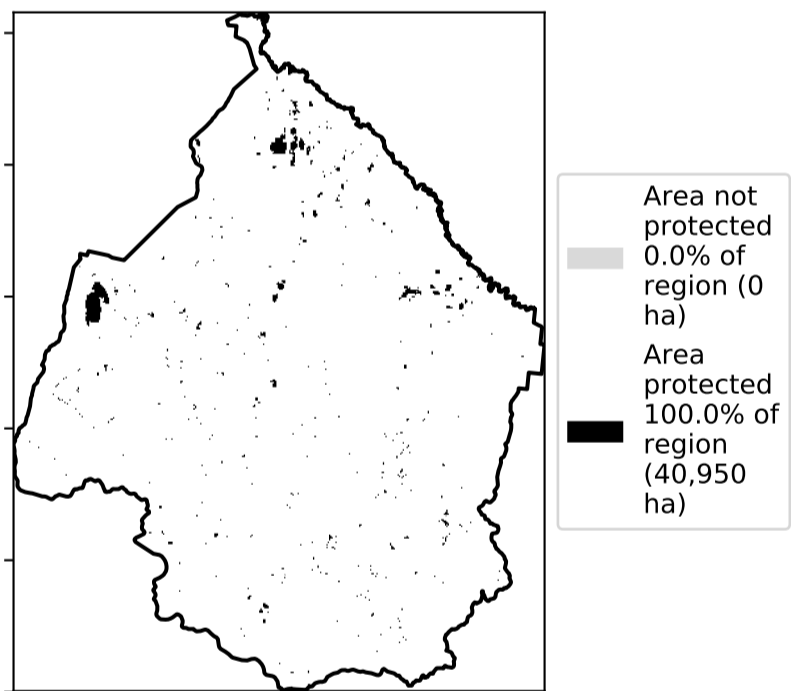 Area not
protected
0.0% of
region (0
ha)
Area
protected
100.0% of
region
(40,950
ha)